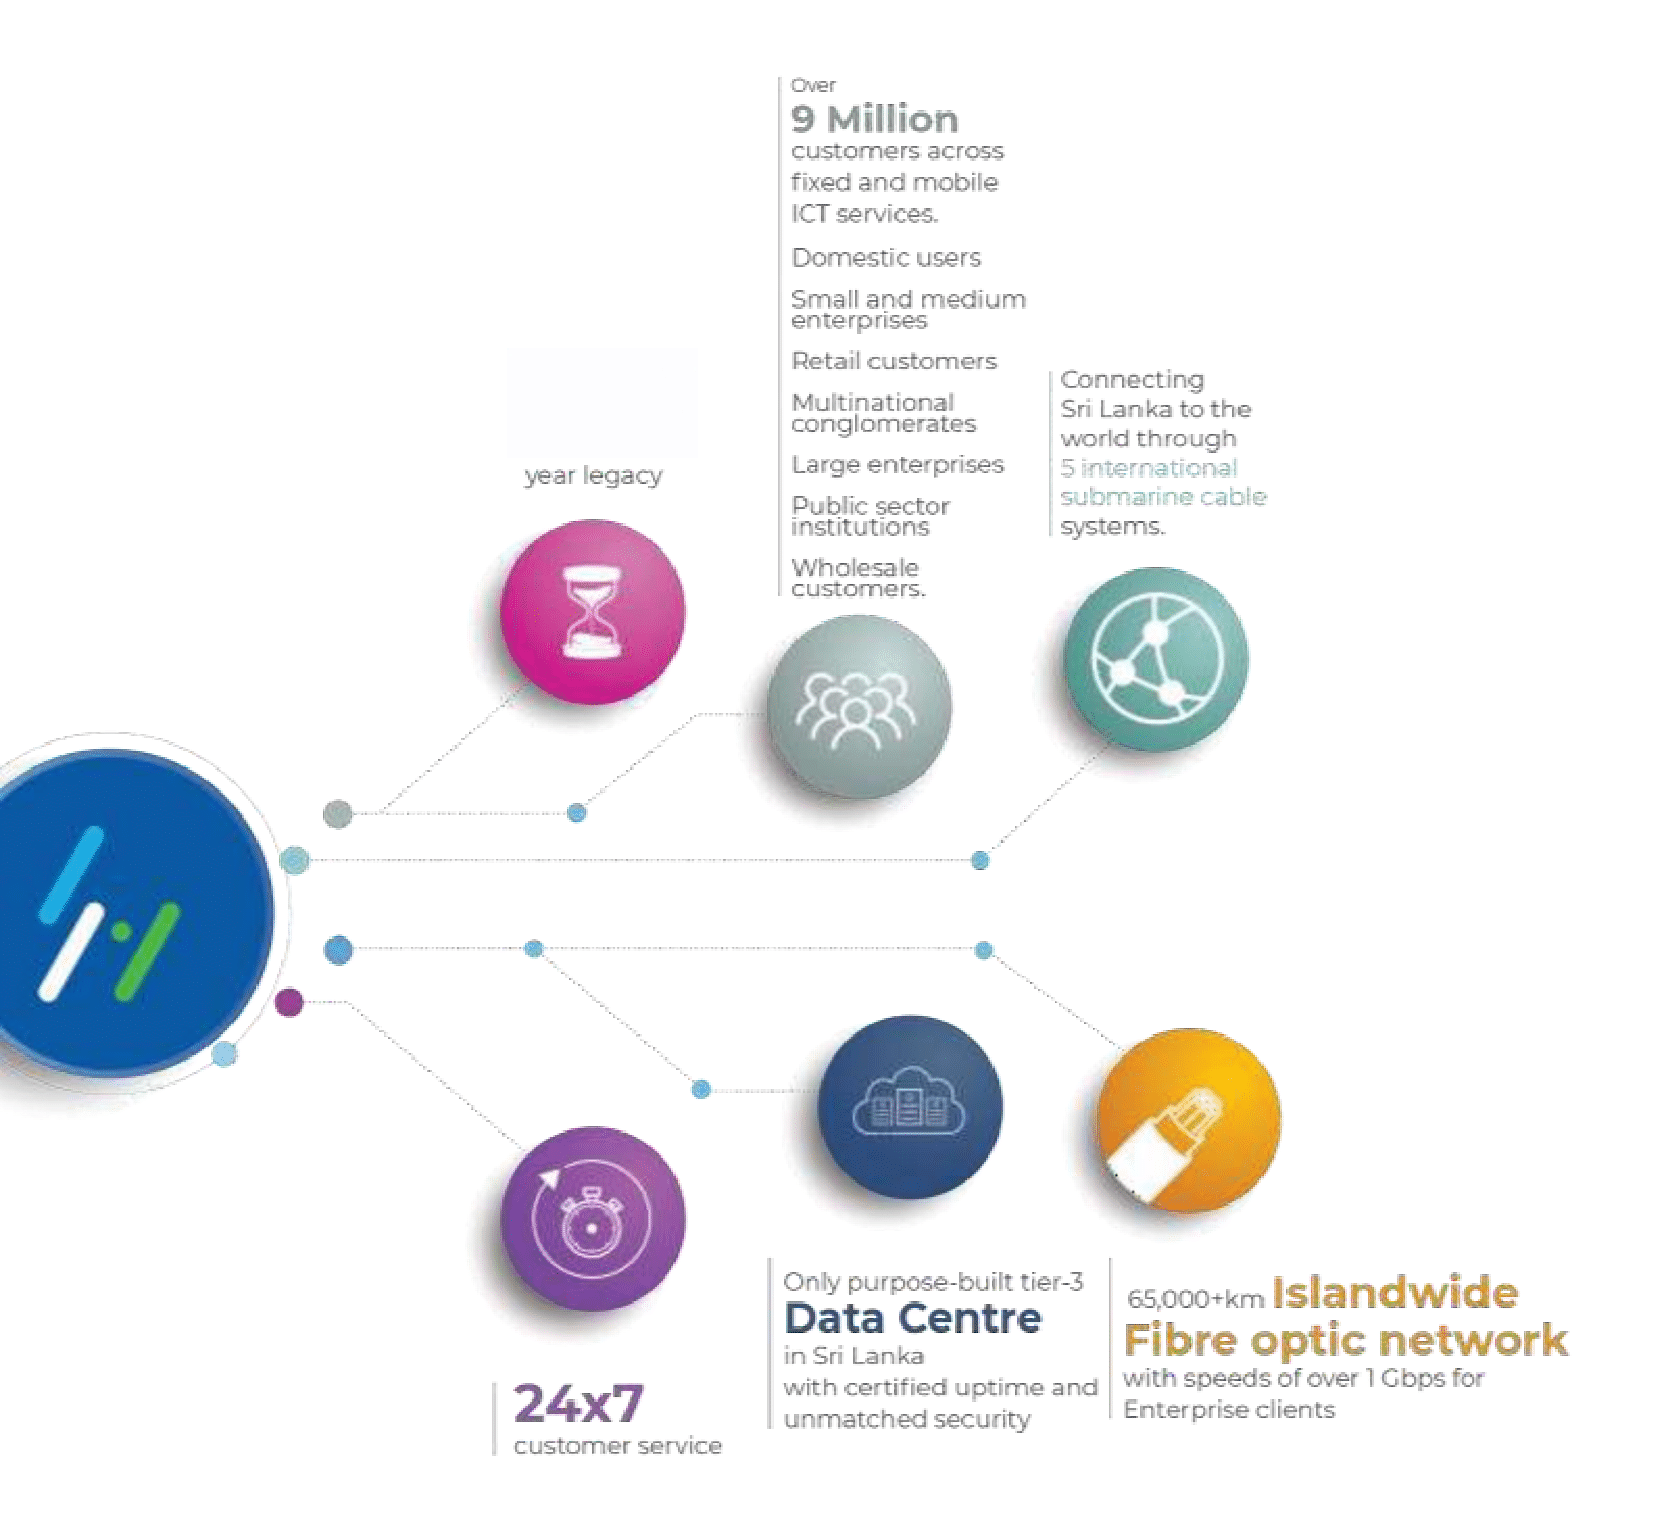 Over
9 Million
customers across
fixed and mobile
ICT services.
Domestic users
Small and medium
enterprises
Retail customers
Multinational
conglomerates
Large enterprises
Public sector
institutions
Wholesale
customers.
Connecting
Sri Lanka to the
world through
5 international
submarine cable
systems.
year legacy
24x7
customer service
Only purpose-built tier-3
Data Centre
in Sri Lanka
with certified uptime and
unmatched security
65,000+km Islandwide
Fibre optic network
with speeds of over 1 Gbps for
Enterprise clients